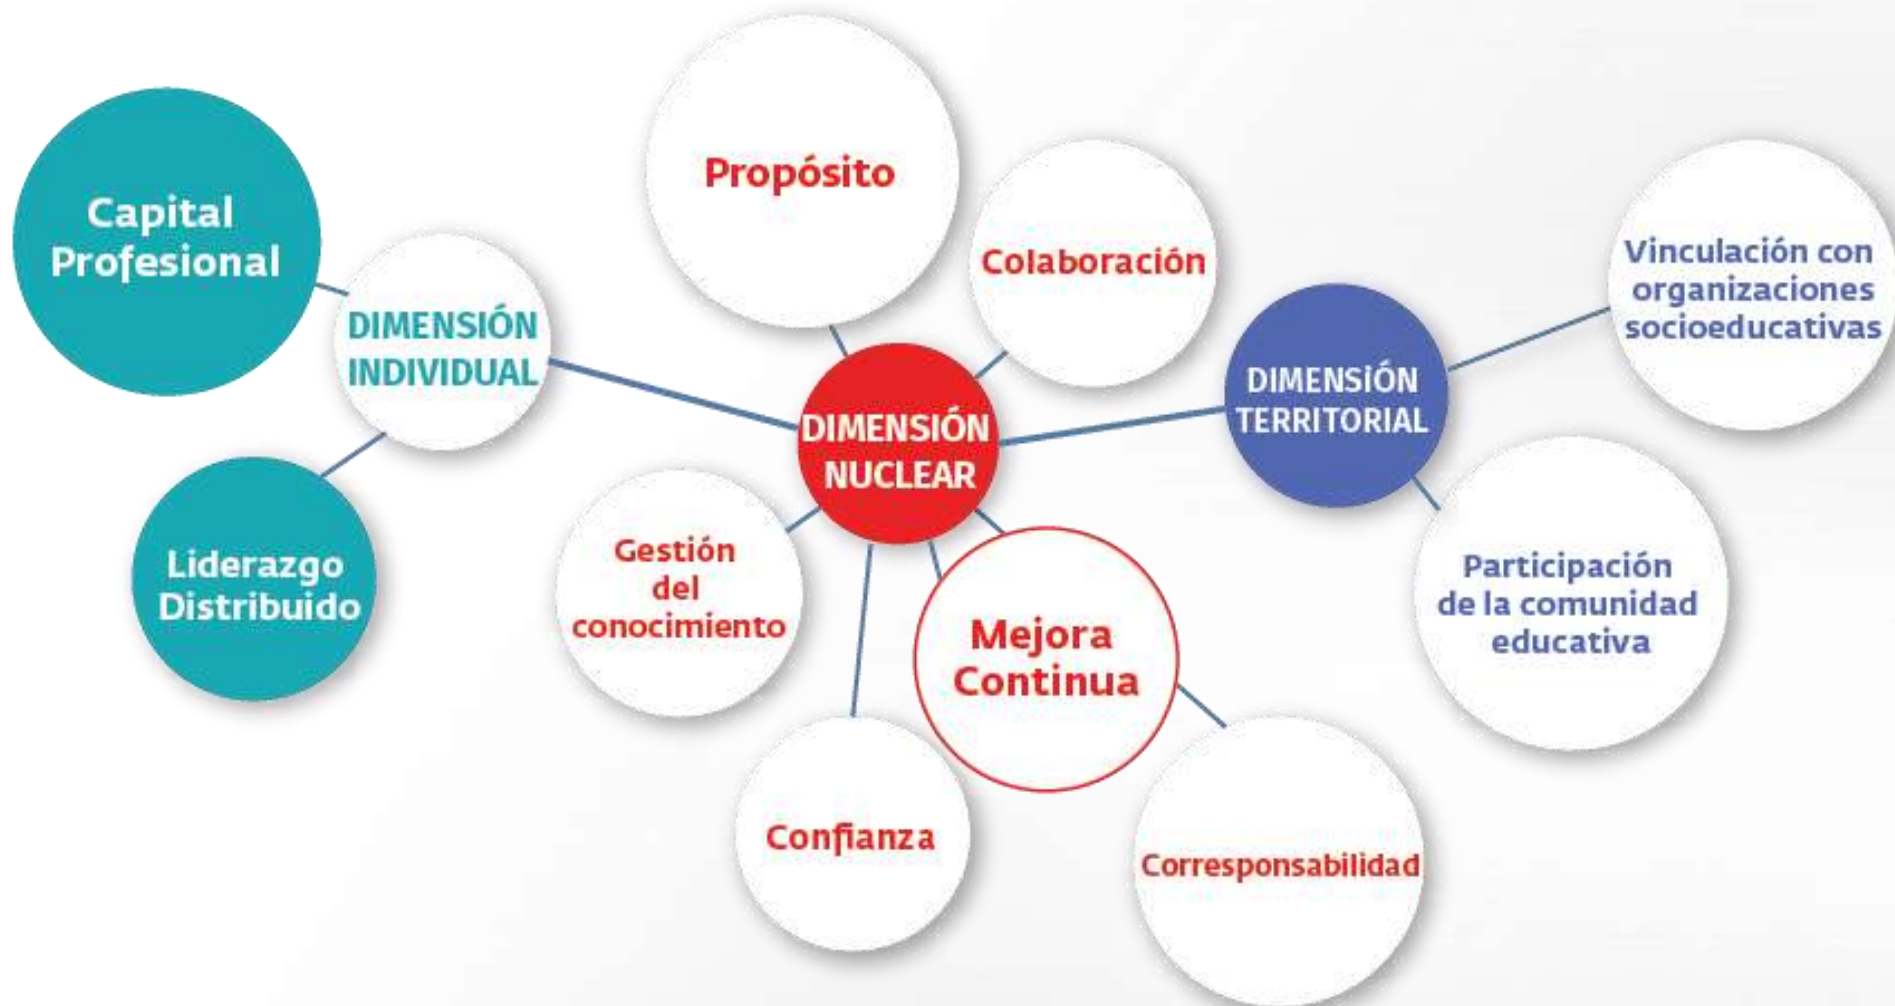 Capital
Profesional
DIMENSIÓN
INDIVIDUAL
Liderazgo
Distribuido
Propósito
Colaboración
DIMENSIÓN
NUCLEAR
Gestión
del
conocimiento
Mejora
Continua
Confianza
Corresponsabilidad
DIMENSiÓN
TERRITORIAL
Vinculación con
organizaciones
socioeducativas
Participación
de la comunidad
educativa